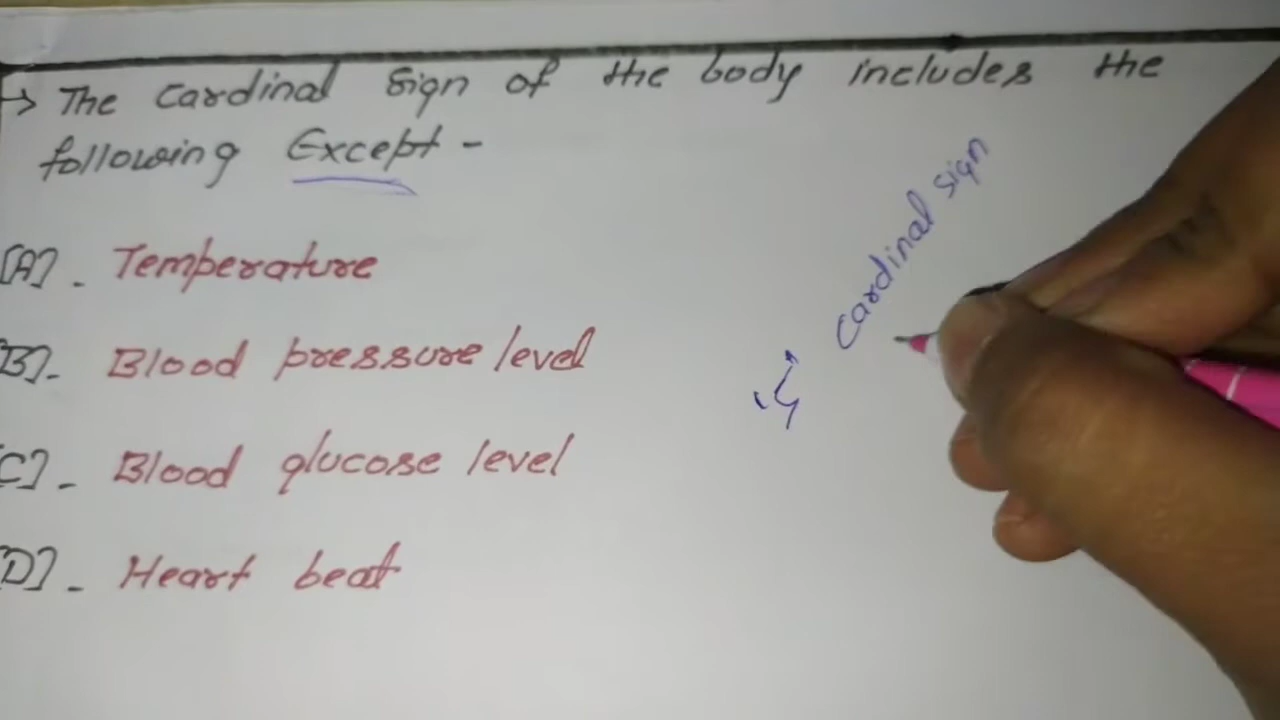 → The Cardinal Sign of the body includes the
following Except -
[A]. Temperature
[B]. Blood pressure level
[C]. Blood glucose level
[D]. Heart beat
Cardinal sign